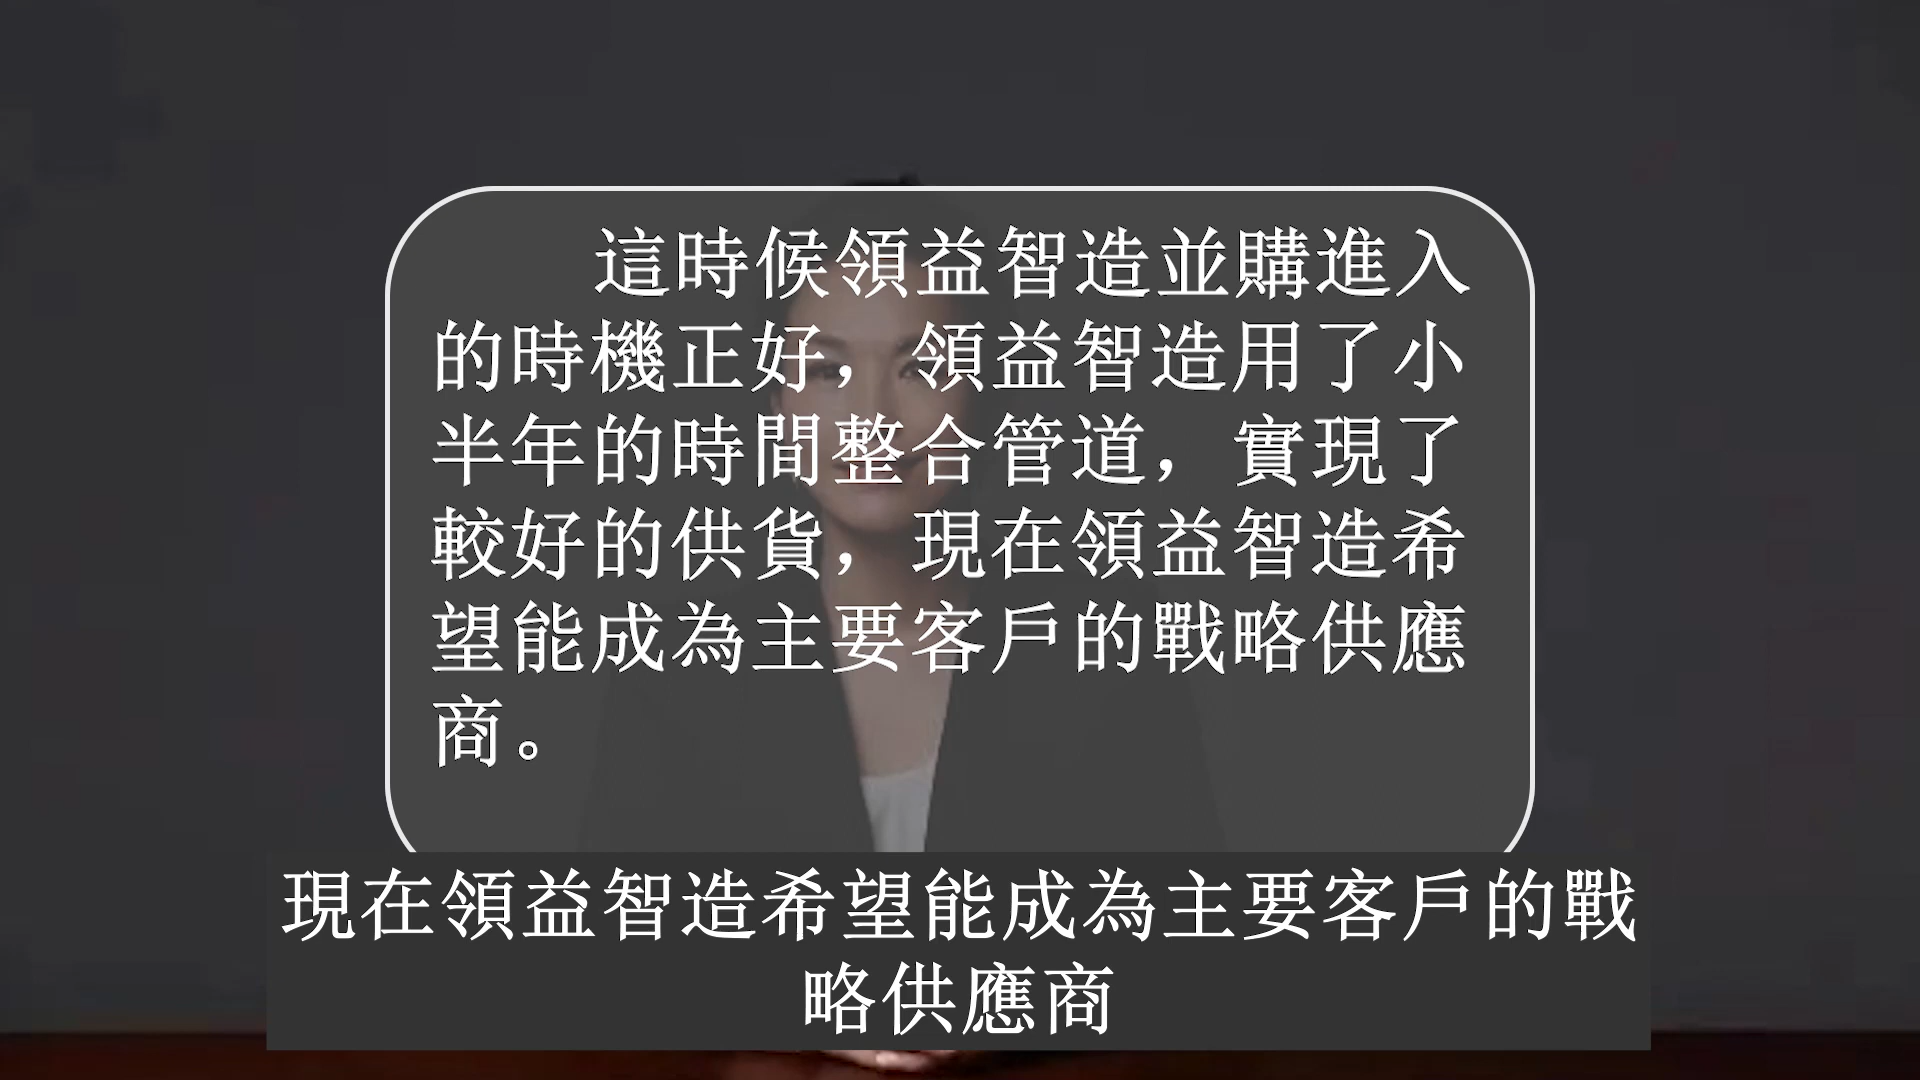 這時候領益智造並購進入
的時機正好，領益智造用了小
半年的時間整合管道，實現了
較好的供貨，現在領益智造希
望能成為主要客戶的戰略供應
商。
現在領益智造希望能成為主要客戶的戰
略供應商